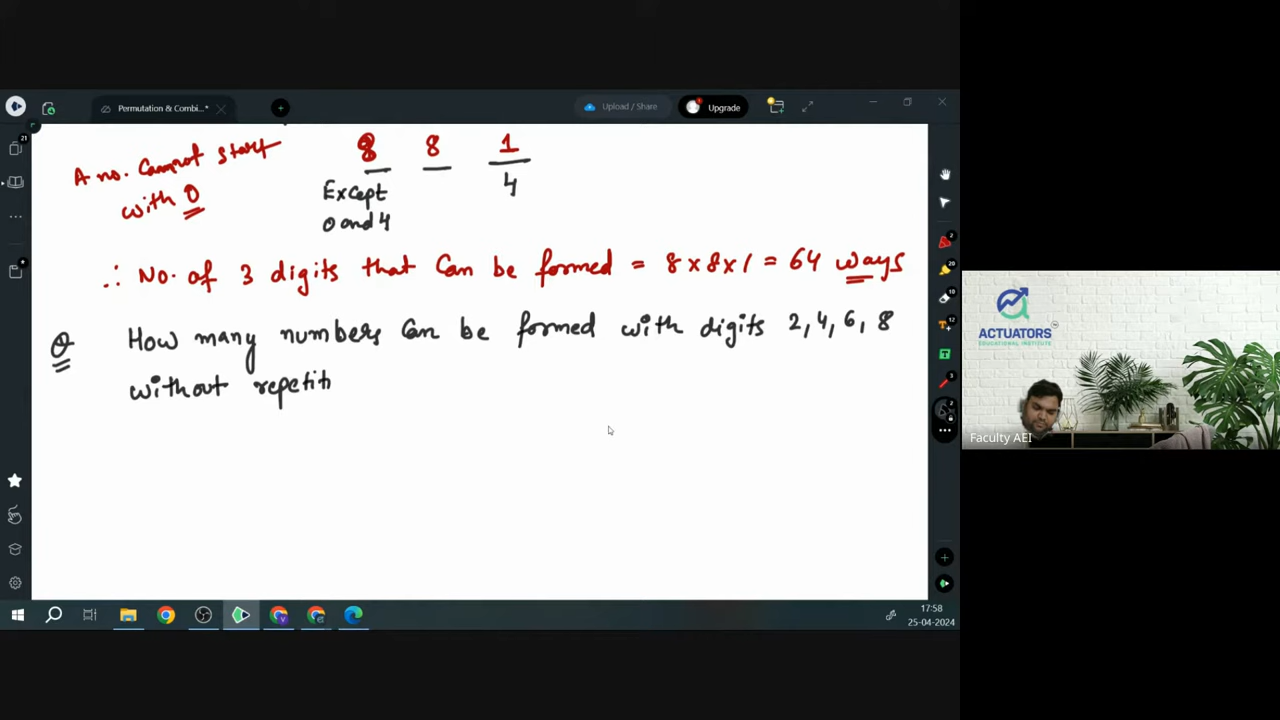 Permutation & Combi...*
Upload / Share
Upgrade
A no. Cannot start
with 0
8 8 1
Except
0 and 4
4
∴ No. of 3 digits that can be formed = 8 x 8 x 1 = 64 ways
Q How many numbers can be formed with digits 2, 4, 6, 8
without repetiti
ACTUATORS
EDUCATIONAL INSTITUTE
Faculty AEI
17:58
25-04-2024